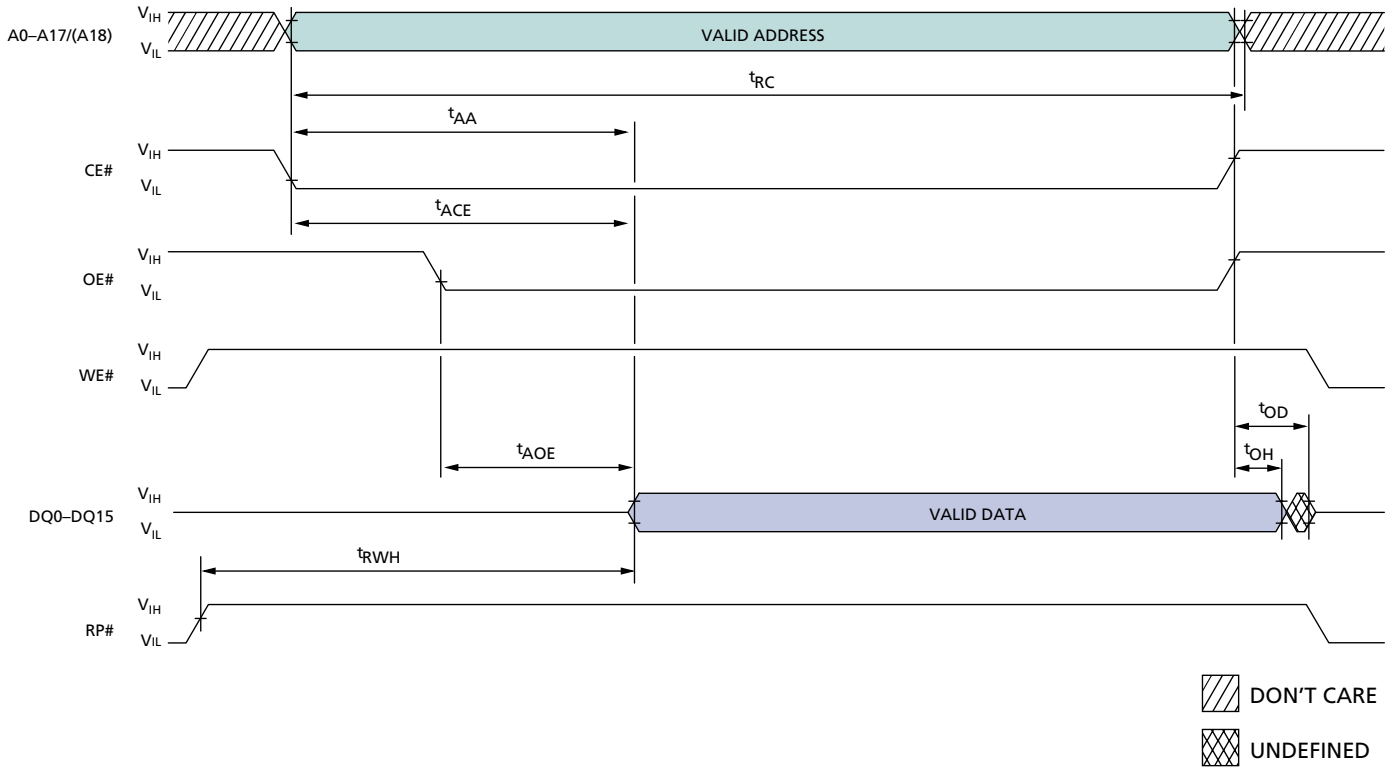 VIH
A0–A17/(A18)
VIL
VALID ADDRESS
tRC
tAA
VIH
CE#
VIL
tACE
VIH
OE#
VIL
VIH
WE#
VIL
tOD
tAOE
tOH
VIH
DQ0–DQ15
VIL
VALID DATA
tRWH
VIH
RP#
VIL
DON'T CARE
UNDEFINED